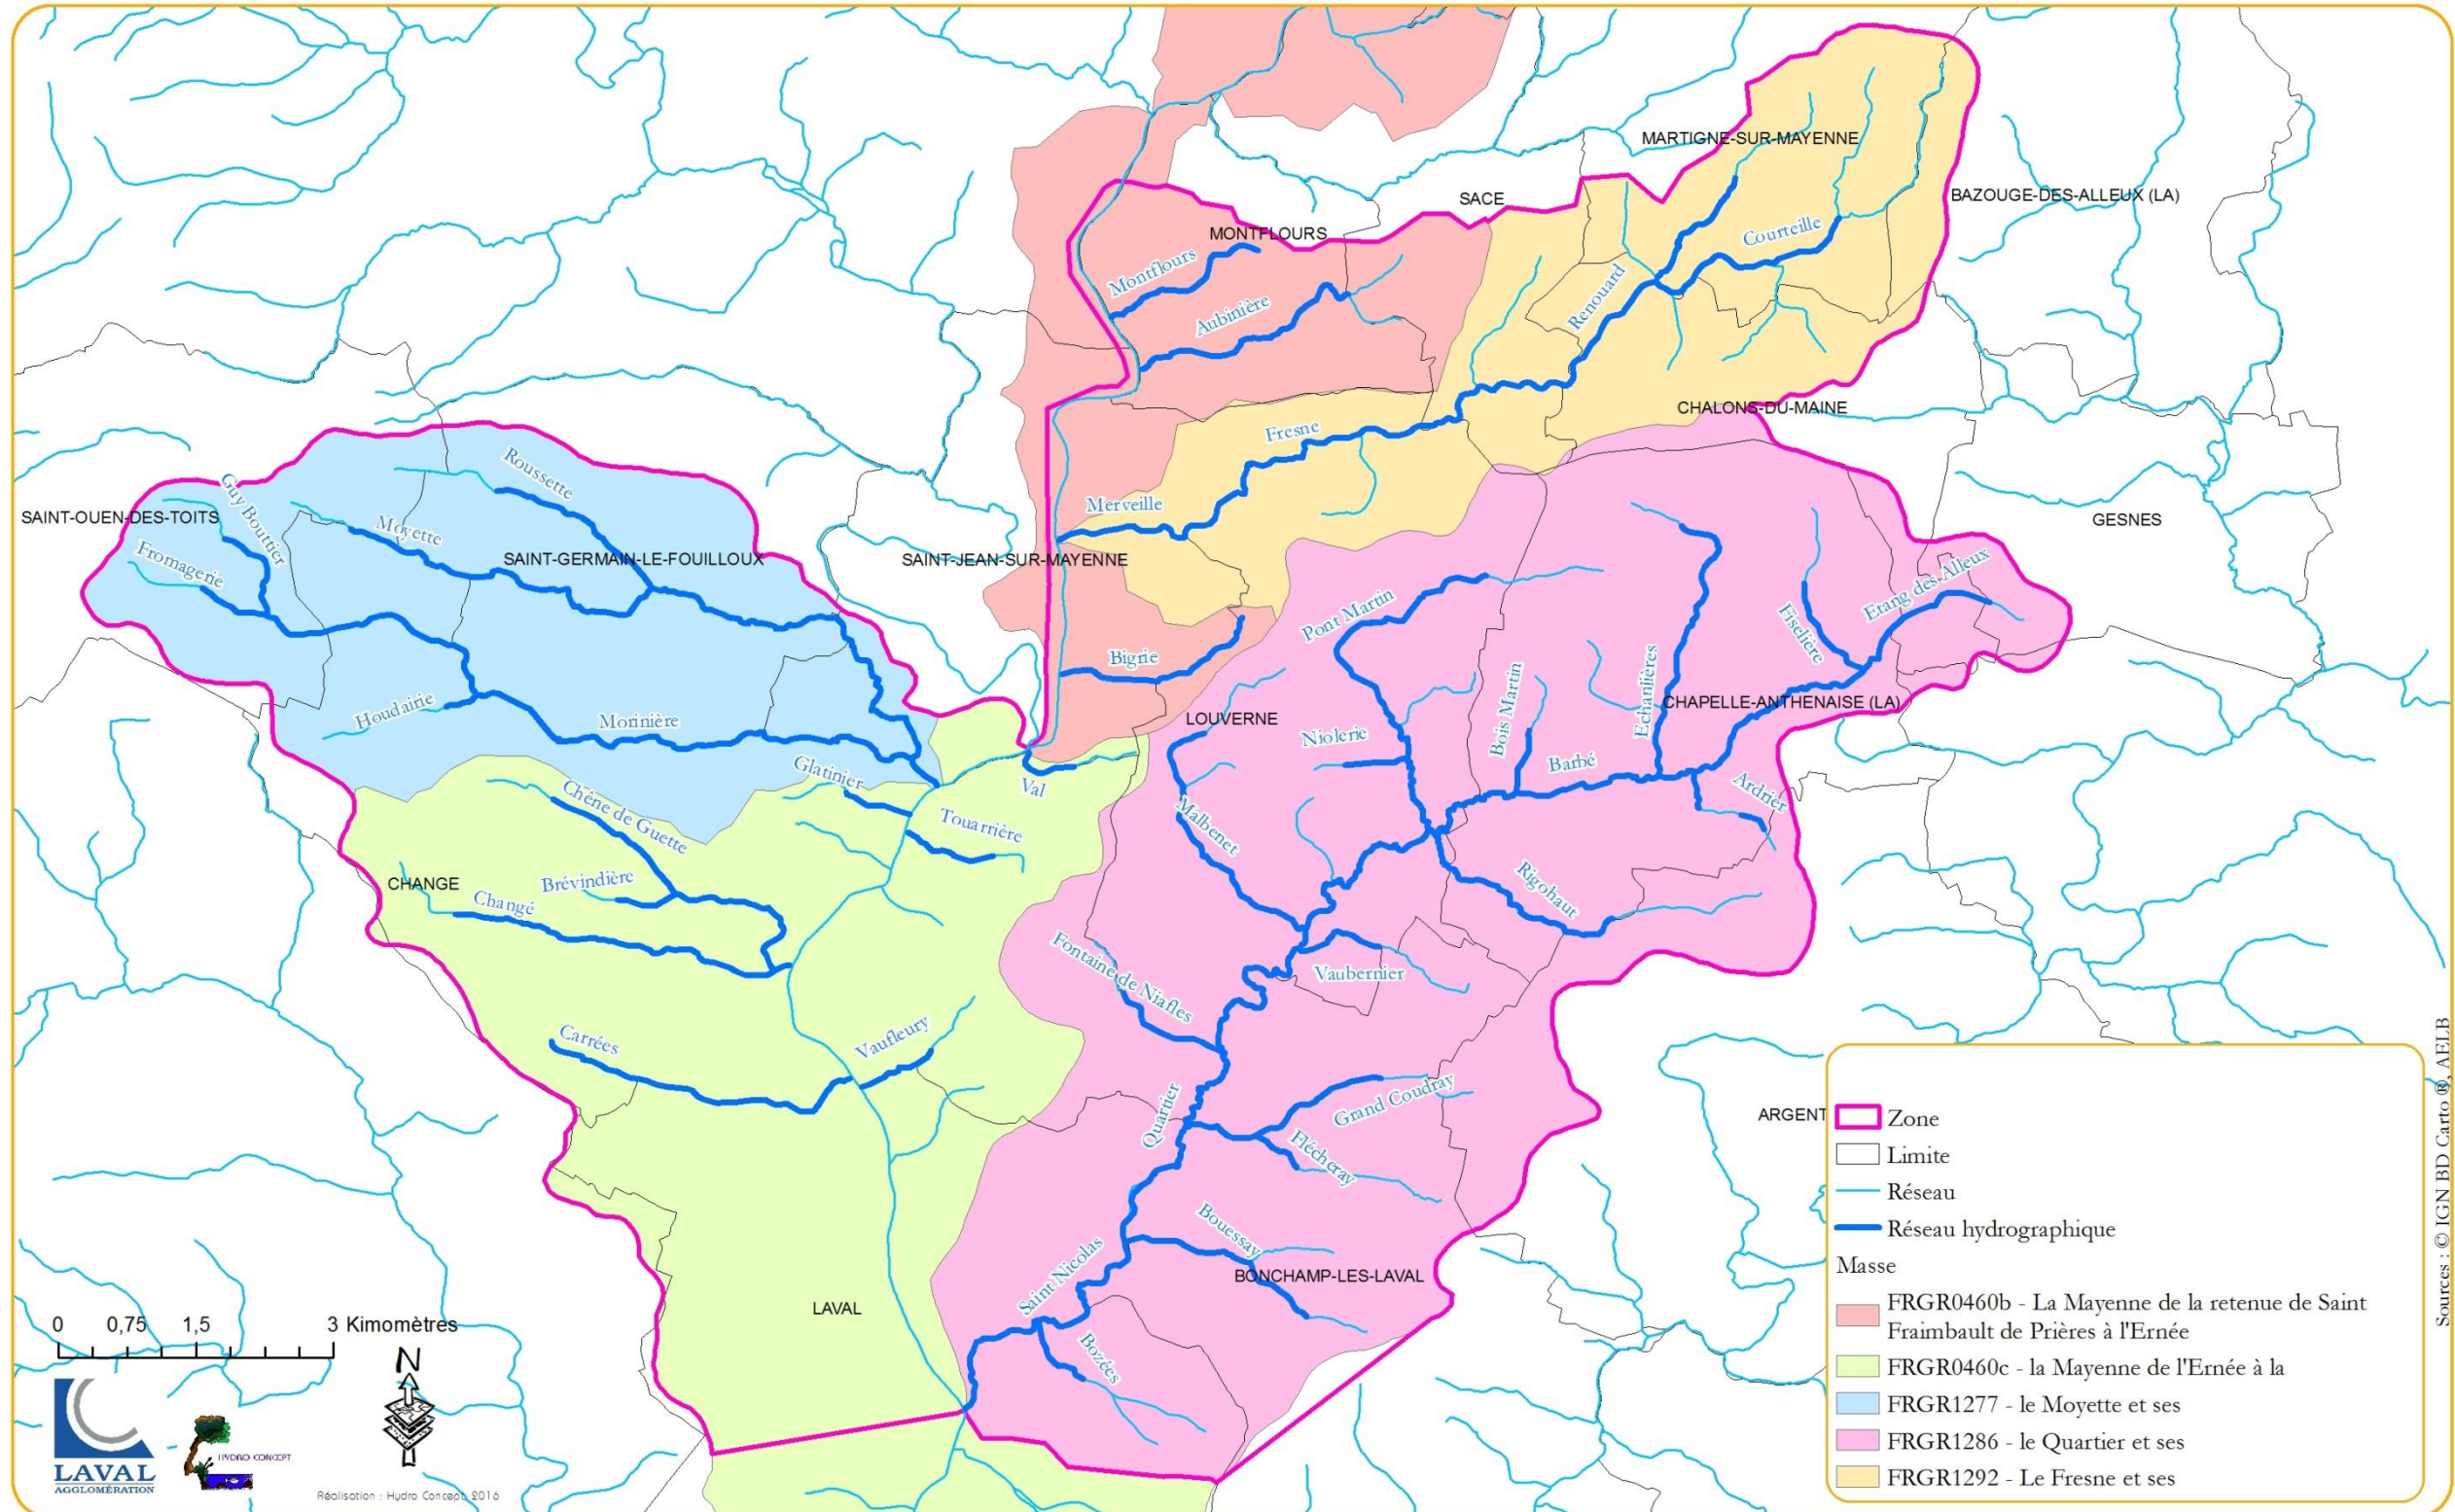 MARTIGNE-SUR-MAYENNE
BAZOUGE-DES-ALLEUX (LA)
SACE
MONTFLOURS
Courteille
Montflours
Renouard
Aubinière
CHALONS-DU-MAINE
Fresne
Roussette
Guy Bouttier
Merveille
SAINT-OUEN-DES-TOITS
Moyette
GESNES
Fromagerie
SAINT-GERMAIN-LE-FOUILLOUX
SAINT-JEAN-SUR-MAYENNE
Etang des Alleux
Pont Martin
Fiselière
Bigrie
Echanlières
Bois Martin
CHAPELLE-ANTHENAISE (LA)
Houdairie
Morinière
LOUVERNE
Niolerie
Barbé
Glatinier
Val
Ardrier
Chêne de Guette
Touarrière
Malbenet
CHANGE
Brévindière
Changé
Rigohaut
Fontaine de Niafles
Vaubernier
Carrées
Vaufleury
Quartier
Grand Coudray
Flécheray
ARGENT
Bouessay
Saint Nicolas
BONCHAMP-LES-LAVAL
LAVAL
Bozées
0 0,75 1,5 3 Kimomètres
N
LAVAL
AGGLOMÉRATION
HYDRO CONCEPT
Réalisation : Hydro Concept 2016
Zone
Limite
Réseau
Réseau hydrographique
Masse
FRGR0460b - La Mayenne de la retenue de Saint
Fraimbault de Prières à l'Ernée
FRGR0460c - la Mayenne de l'Ernée à la
FRGR1277 - le Moyette et ses
FRGR1286 - le Quartier et ses
FRGR1292 - Le Fresne et ses
Sources : © IGN BD Carto ®, AELB